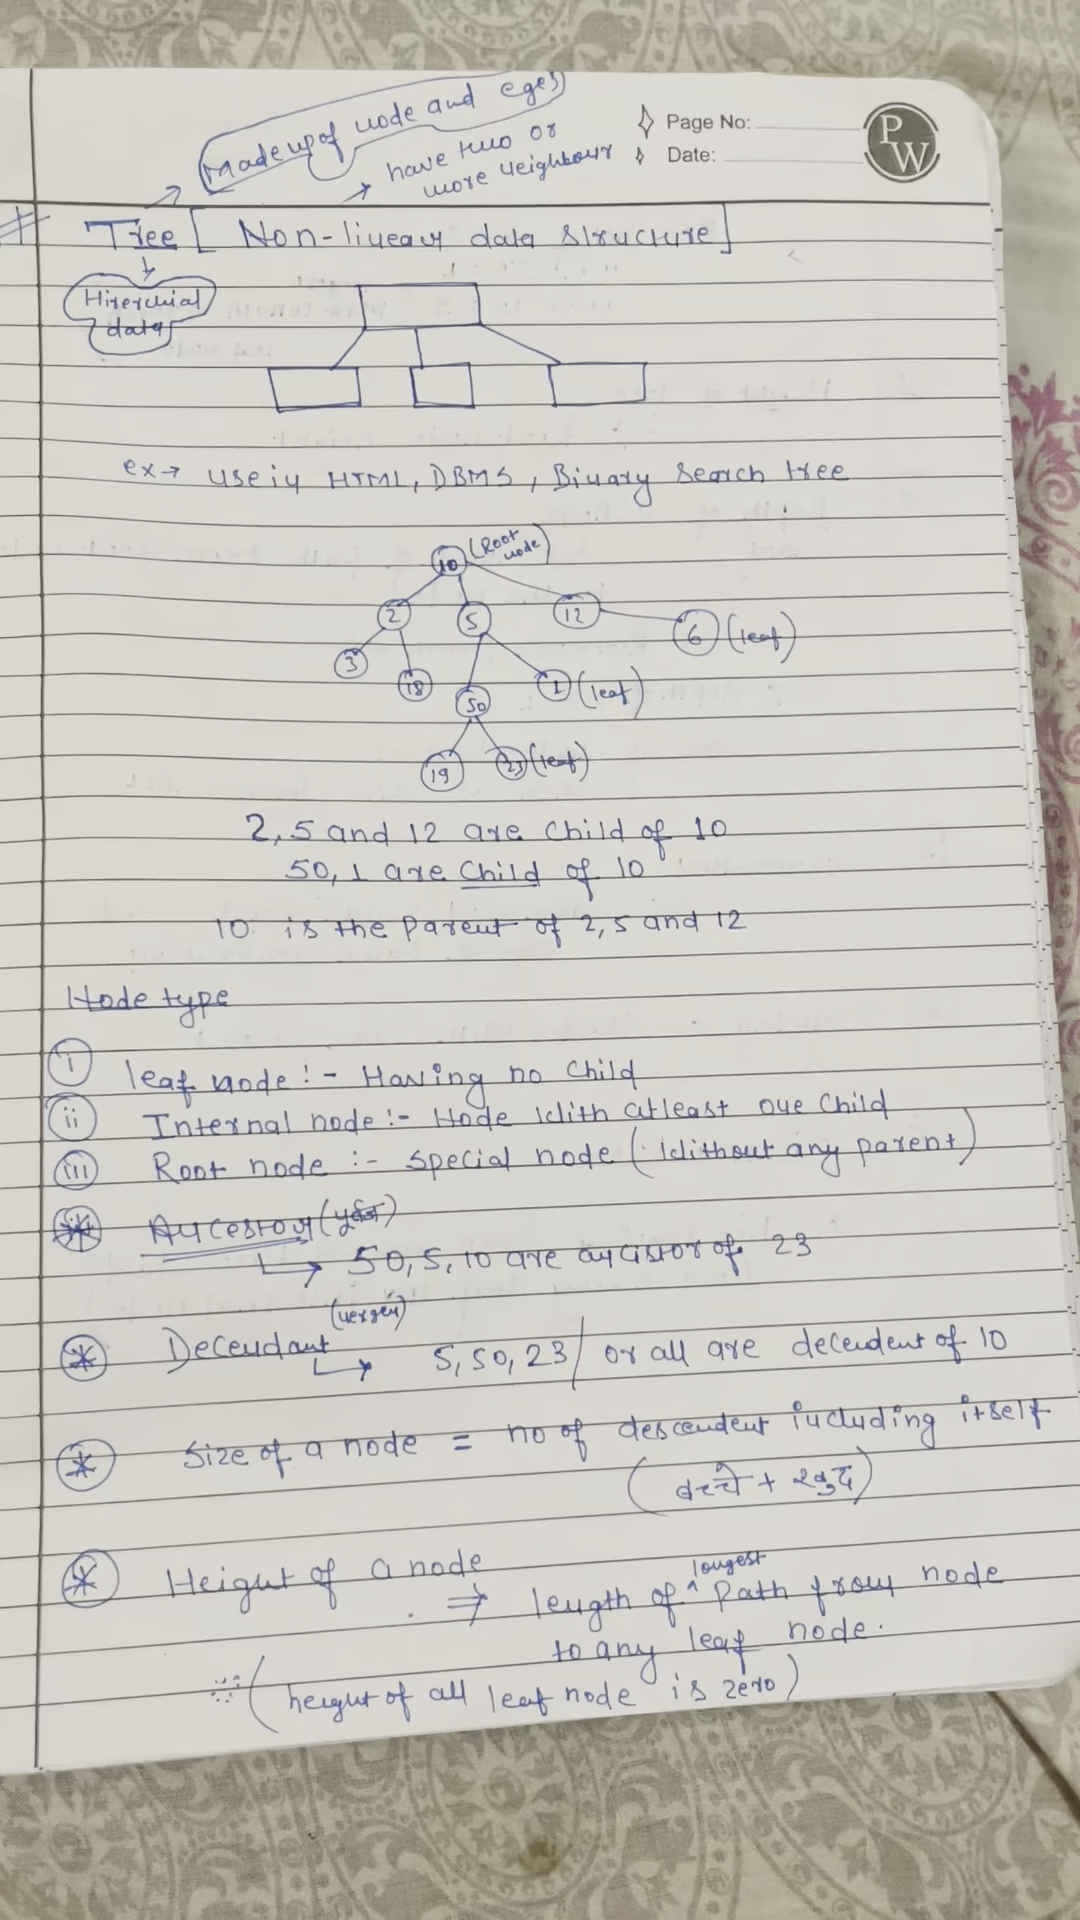 Made up of node and eges
have two or
more neighbour
Page No:
Date:
PW
# Tree [ Non-linear data structure ]
Hirerchial
data
ex → use in HTML, DBMS, Binary Search tree
10 (Root node)
2 5 12
6 (leaf)
3 18 50 1 (leaf)
19 23 (leaf)
2, 5 and 12 are child of 10
50, 1 are child of 10
10 is the parent of 2, 5 and 12
Node type
i leaf node :- Having no child
ii Internal node :- Node with atleast one child
iii Root node :- special node (without any parent)
* Ancestor (पूर्वज)
↳ 50, 5, 10 are ancistor of 23
* Decendant
↳ 5, 50, 23 / or all are decendent of 10
* Size of a node = no of descendent including itself
(बच्चे + खुद)
* Height of a node
⇒ length of longest path from node
to any leaf node.
(height of all leaf node is zero)